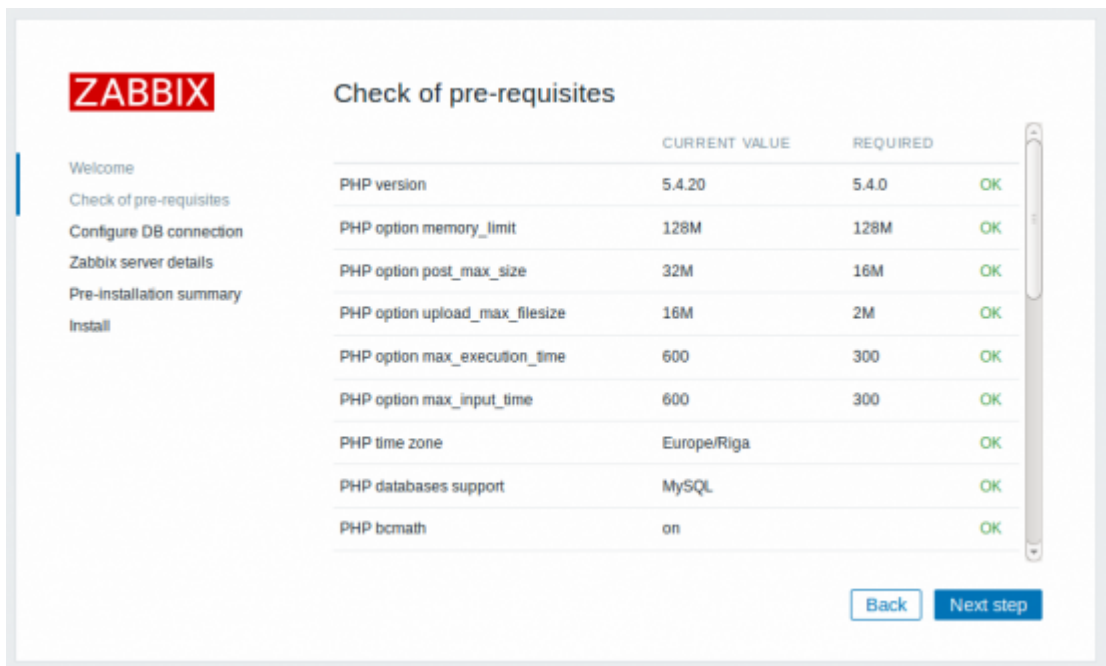 ZABBIX
Check of pre-requisites
Welcome
Check of pre-requisites
Configure DB connection
Zabbix server details
Pre-installation summary
Install
CURRENT VALUE REQUIRED
PHP version 5.4.20 5.4.0 OK
PHP option memory_limit 128M 128M OK
PHP option post_max_size 32M 16M OK
PHP option upload_max_filesize 16M 2M OK
PHP option max_execution_time 600 300 OK
PHP option max_input_time 600 300 OK
PHP time zone Europe/Riga OK
PHP databases support MySQL OK
PHP bcmath on OK
Back Next step